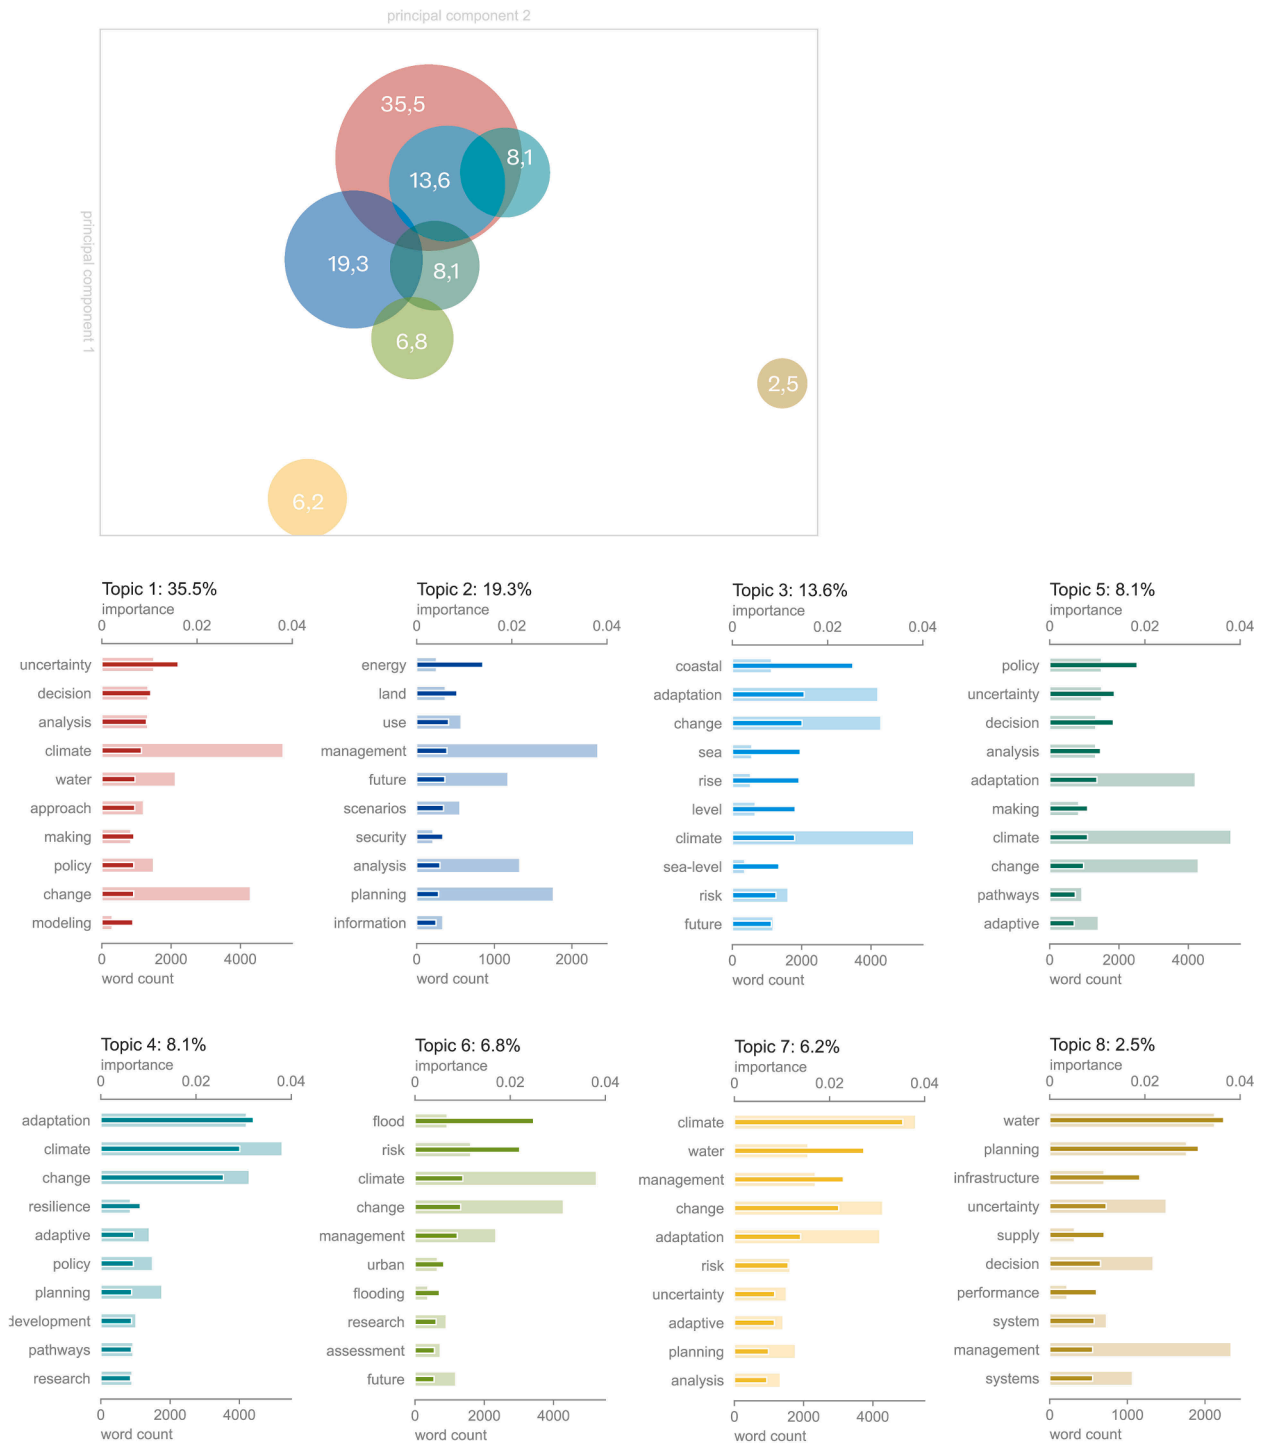 principal component 2
principal component 1
35,5
8,1
13,6
19,3
8,1
6,8
2,5
6,2
Topic 1: 35.5%
importance
0 0.02 0.04
uncertainty
decision
analysis
climate
water
approach
making
policy
change
modeling
0 2000 4000
word count
Topic 2: 19.3%
importance
0 0.02 0.04
energy
land
use
management
future
scenarios
security
analysis
planning
information
0 1000 2000
word count
Topic 3: 13.6%
importance
0 0.02 0.04
coastal
adaptation
change
sea
rise
level
climate
sea-level
risk
future
0 2000 4000
word count
Topic 5: 8.1%
importance
0 0.02 0.04
policy
uncertainty
decision
analysis
adaptation
making
climate
change
pathways
adaptive
0 2000 4000
word count
Topic 4: 8.1%
importance
0 0.02 0.04
adaptation
climate
change
resilience
adaptive
policy
planning
development
pathways
research
0 2000 4000
word count
Topic 6: 6.8%
importance
0 0.02 0.04
flood
risk
climate
change
management
urban
flooding
research
assessment
future
0 2000 4000
word count
Topic 7: 6.2%
importance
0 0.02 0.04
climate
water
management
change
adaptation
risk
uncertainty
adaptive
planning
analysis
0 2000 4000
word count
Topic 8: 2.5%
importance
0 0.02 0.04
water
planning
infrastructure
uncertainty
supply
decision
performance
system
management
systems
0 1000 2000
word count